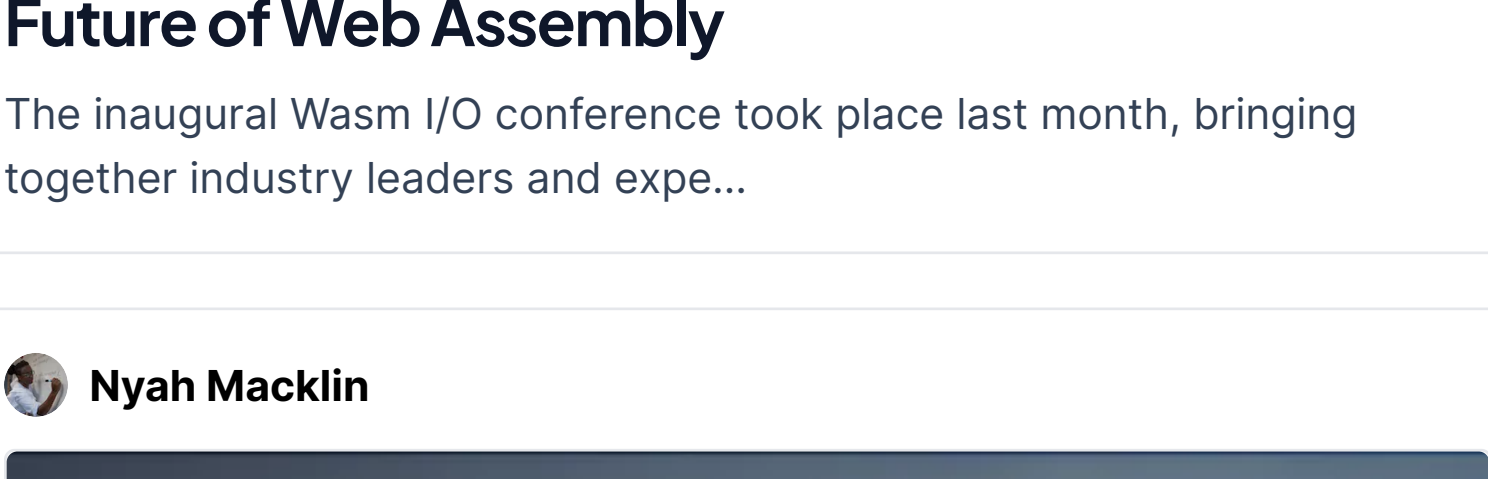 Future of Web Assembly
The inaugural Wasm I/O conference took place last month, bringing
together industry leaders and expe...
Nyah Macklin